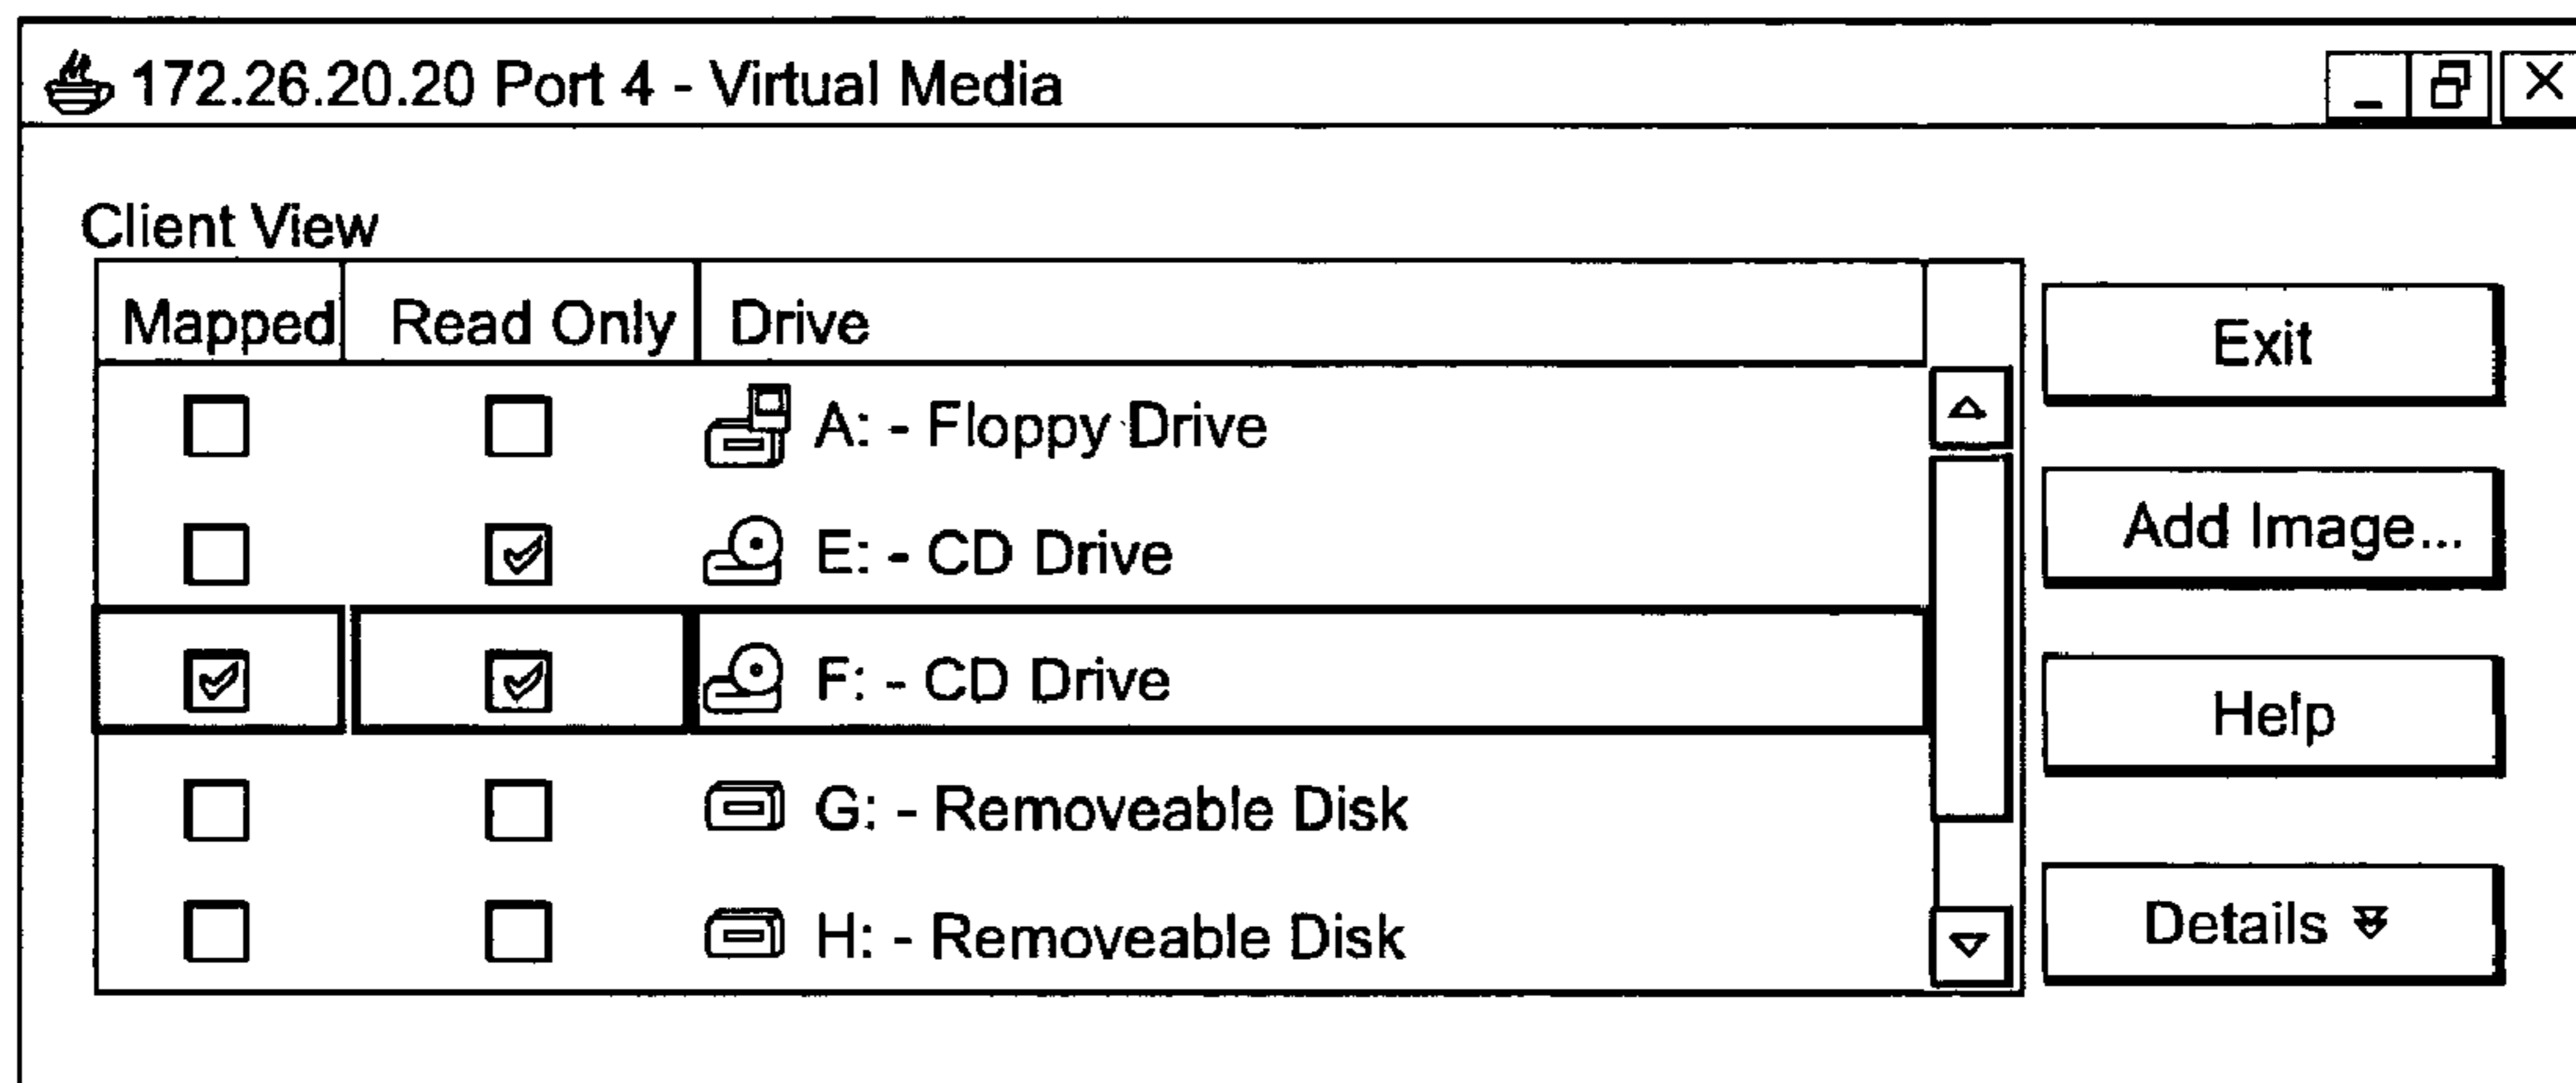 172.26.20.20 Port 4 - Virtual Media
Client View
Mapped Read Only Drive
A: - Floppy Drive
E: - CD Drive
F: - CD Drive
G: - Removeable Disk
H: - Removeable Disk
Exit
Add Image...
Help
Details